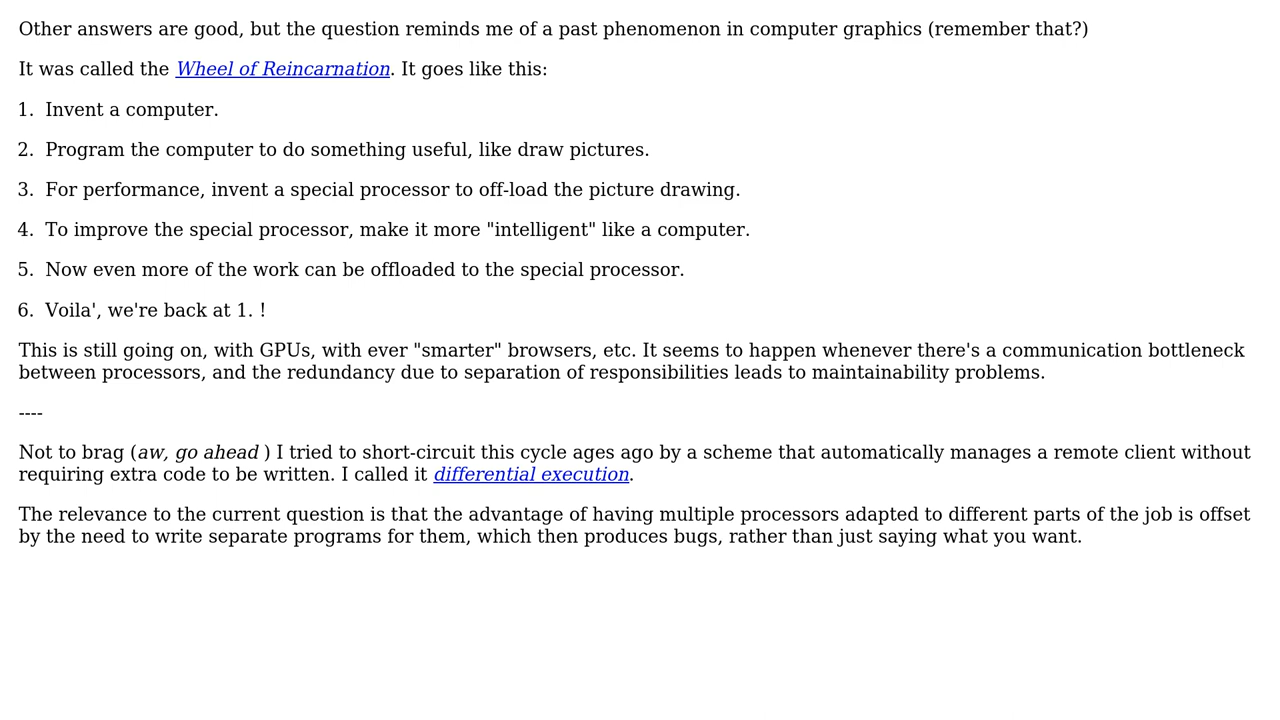 Other answers are good, but the question reminds me of a past phenomenon in computer graphics (remember that?)
It was called the Wheel of Reincarnation. It goes like this:
1. Invent a computer.
2. Program the computer to do something useful, like draw pictures.
3. For performance, invent a special processor to off-load the picture drawing.
4. To improve the special processor, make it more "intelligent" like a computer.
5. Now even more of the work can be offloaded to the special processor.
6. Voila', we're back at 1. !
This is still going on, with GPUs, with ever "smarter" browsers, etc. It seems to happen whenever there's a communication bottleneck
between processors, and the redundancy due to separation of responsibilities leads to maintainability problems.
----
Not to brag (aw, go ahead ) I tried to short-circuit this cycle ages ago by a scheme that automatically manages a remote client without
requiring extra code to be written. I called it differential execution.
The relevance to the current question is that the advantage of having multiple processors adapted to different parts of the job is offset
by the need to write separate programs for them, which then produces bugs, rather than just saying what you want.